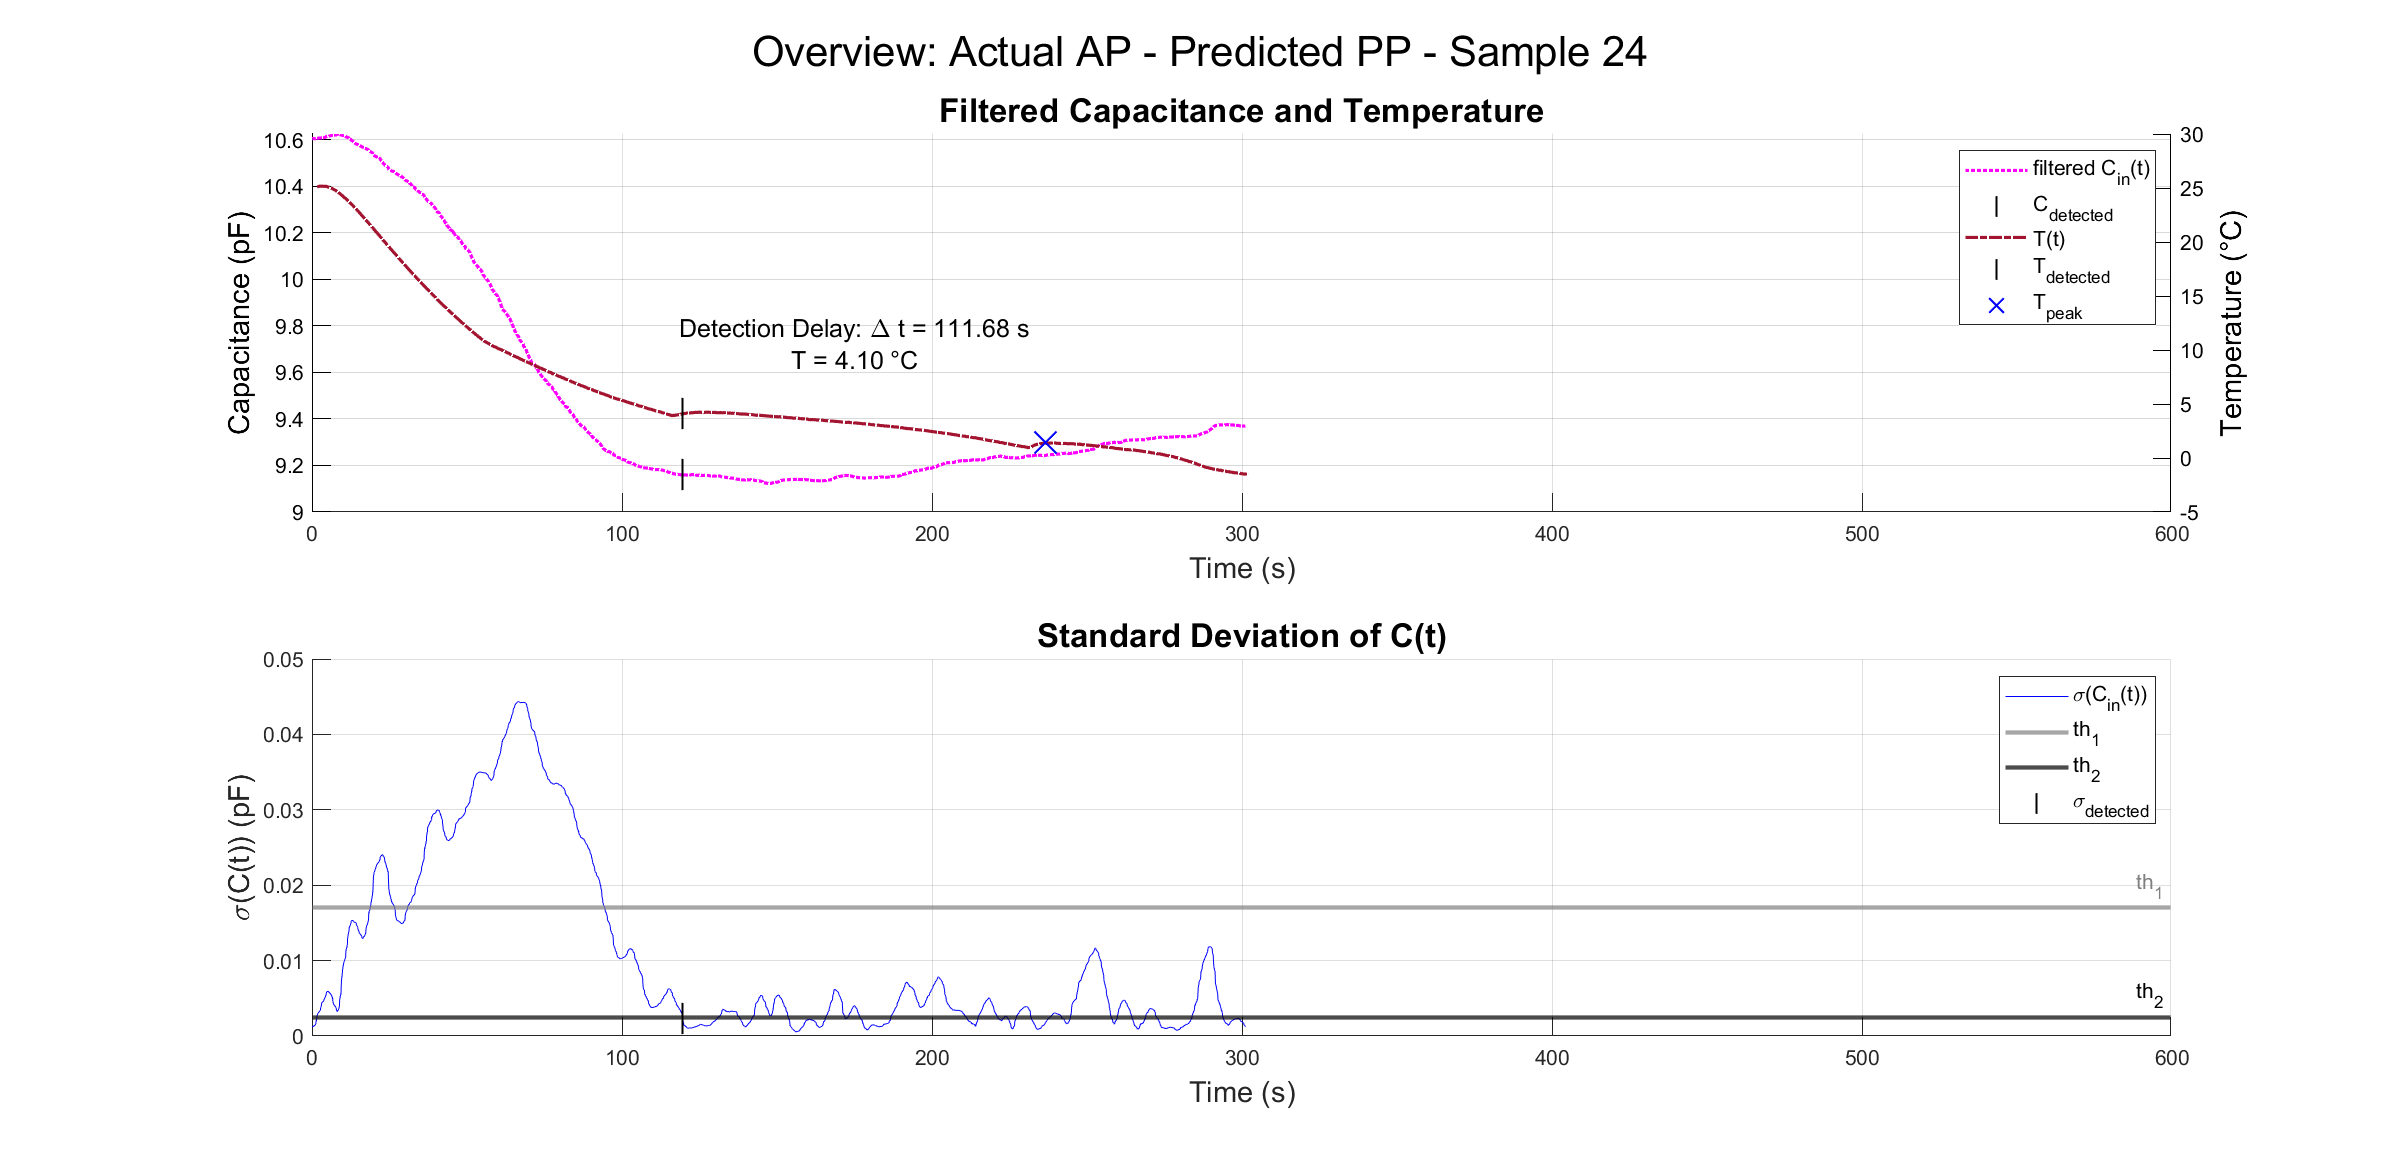 Overview: Actual AP - Predicted PP - Sample 24
Filtered Capacitance and Temperature
Capacitance (pF)
10.6
10.4
10.2
10
9.8
9.6
9.4
9.2
9
Detection Delay: Δ t = 111.68 s
T = 4.10 °C
filtered C_in(t)
C_detected
T(t)
T_detected
T_peak
30
25
20
15
10
5
0
-5
Temperature (°C)
0 100 200 300 400 500 600
Time (s)
Standard Deviation of C(t)
σ(C(t)) (pF)
0.05
0.04
0.03
0.02
0.01
0
σ(C_in(t))
th_1
th_2
σ_detected
th_1
th_2
0 100 200 300 400 500 600
Time (s)